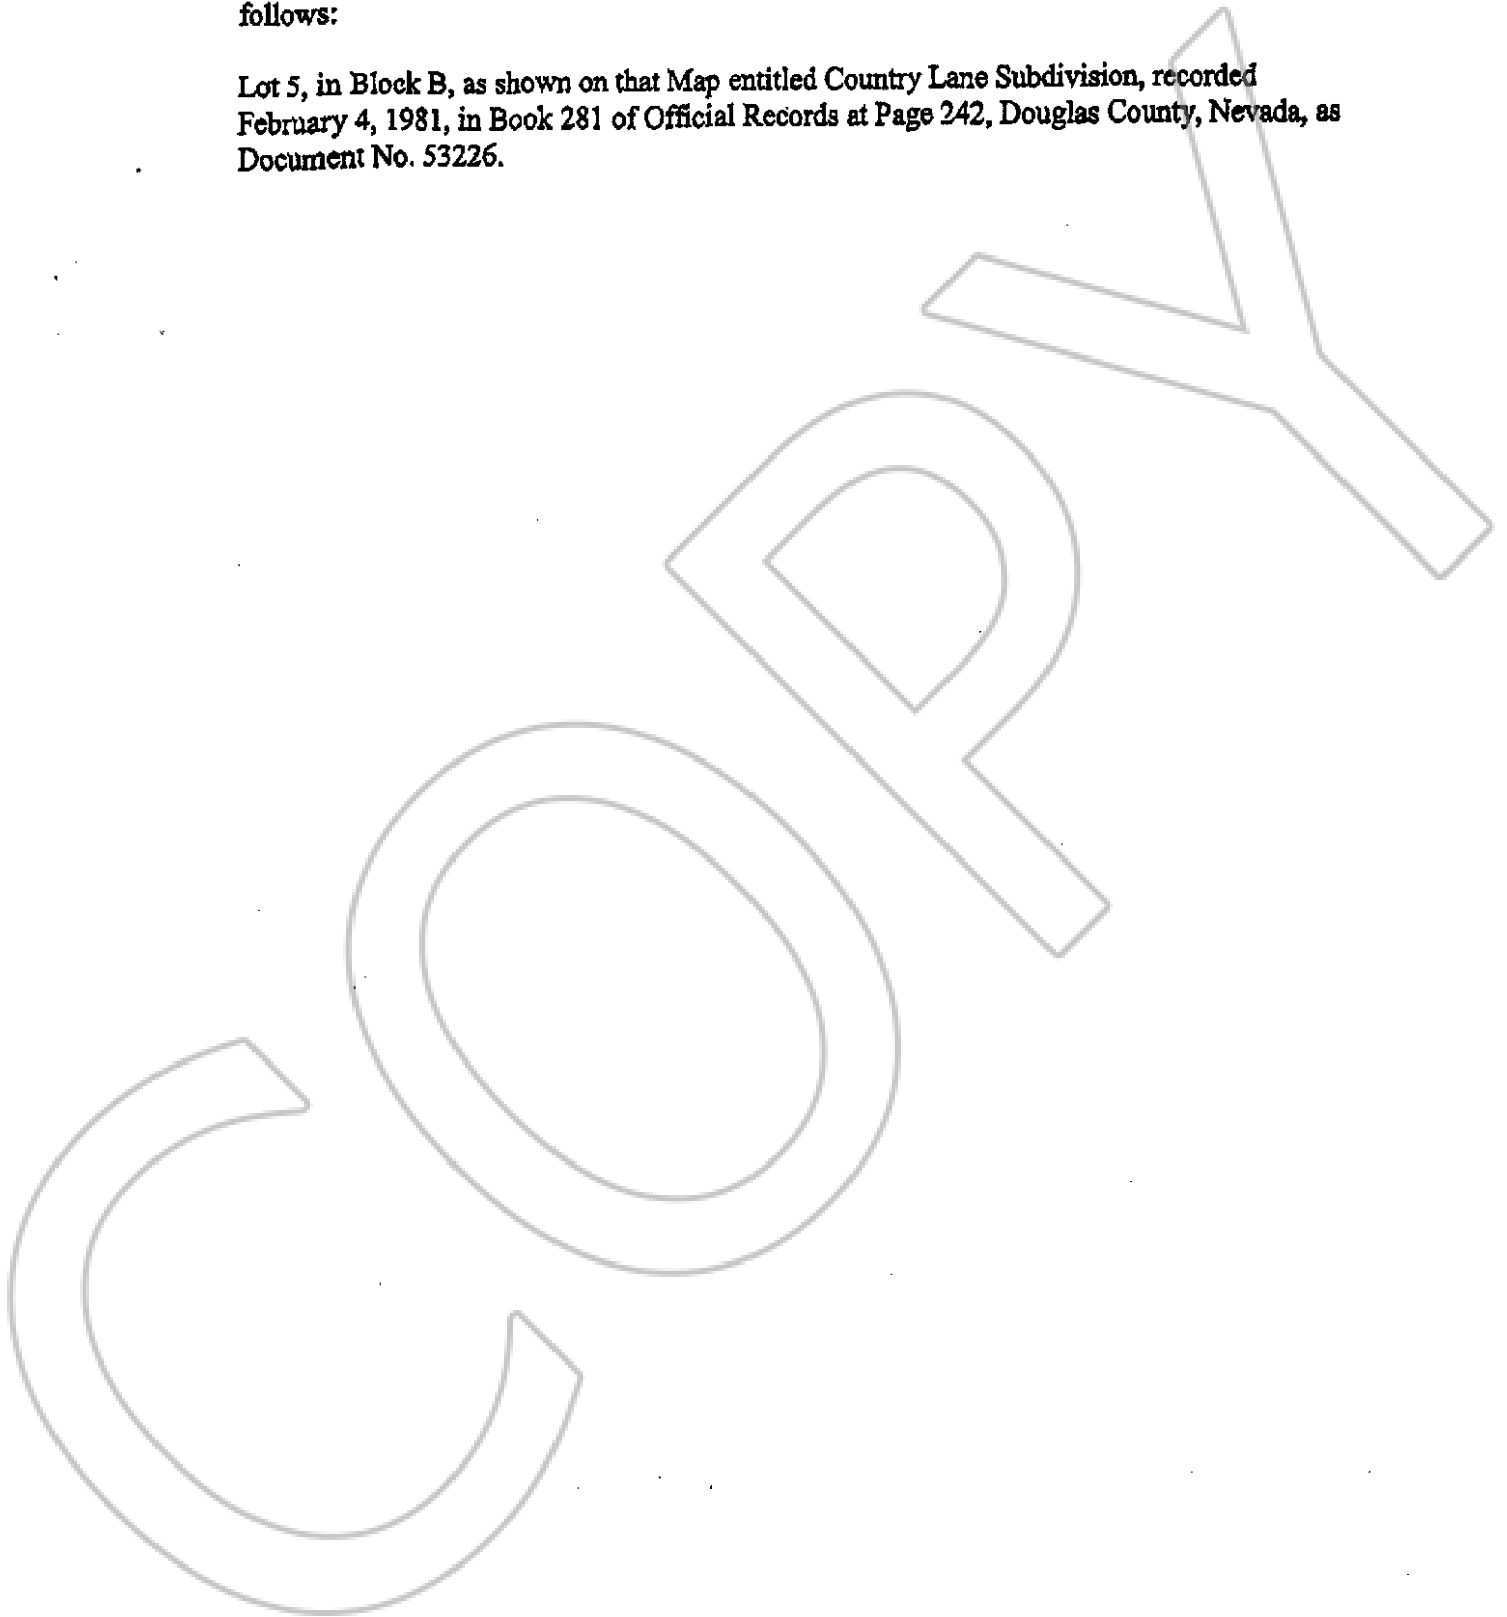 follows:
Lot 5, in Block B, as shown on that Map entitled Country Lane Subdivision, recorded
February 4, 1981, in Book 281 of Official Records at Page 242, Douglas County, Nevada, as
Document No. 53226.
COPY